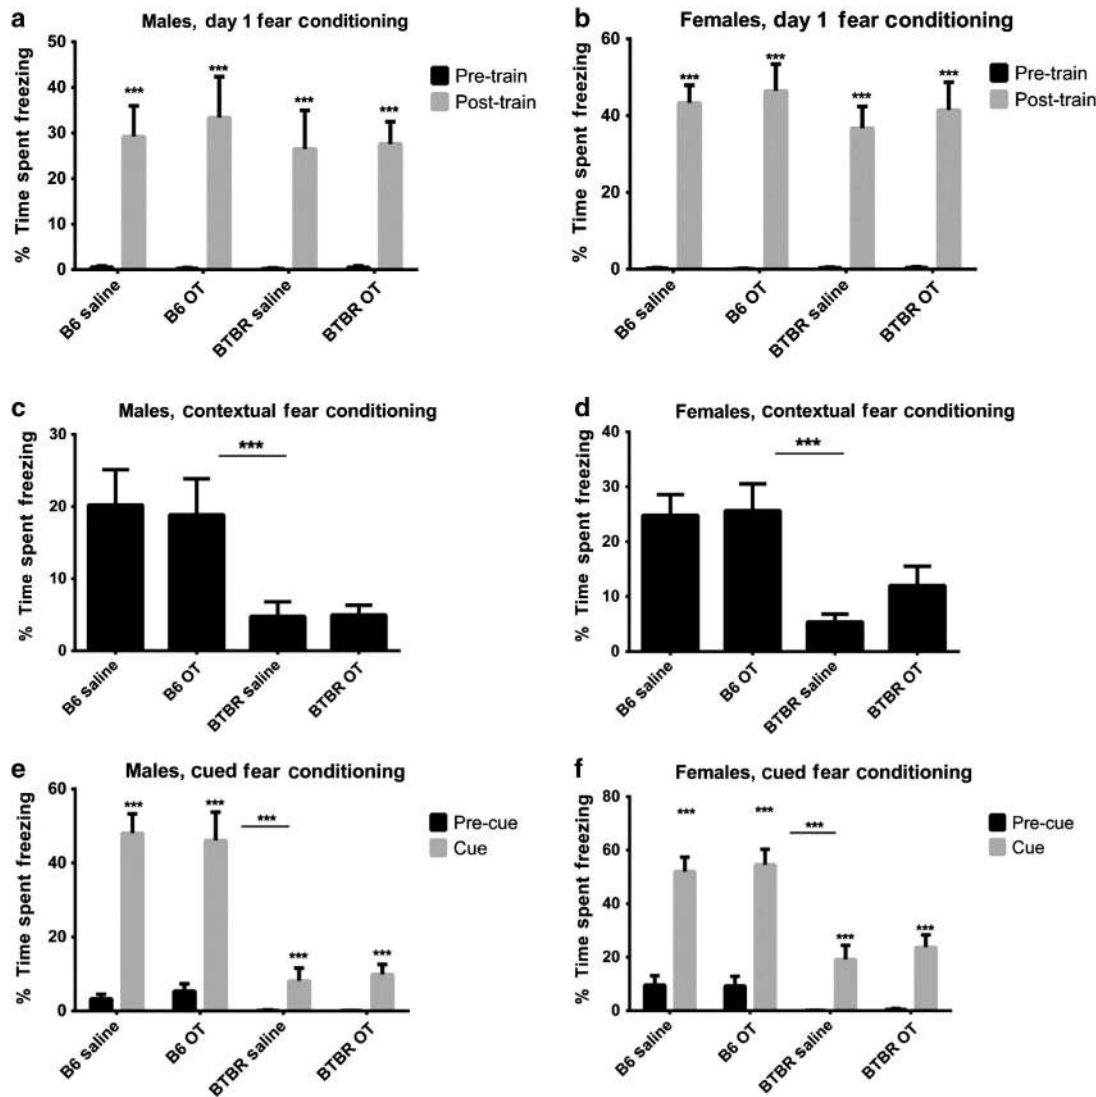 a
Males, day 1 fear conditioning
% Time spent freezing
50
40
30
20
10
0
***
***
***
***
Pre-train
Post-train
B6 saline
B6 OT
BTBR saline
BTBR OT
b
Females, day 1 fear conditioning
% Time spent freezing
60
40
20
0
***
***
***
***
Pre-train
Post-train
B6 saline
B6 OT
BTBR saline
BTBR OT
c
Males, contextual fear conditioning
% Time spent freezing
30
20
10
0
***
B6 saline
B6 OT
BTBR saline
BTBR OT
d
Females, contextual fear conditioning
% Time spent freezing
40
30
20
10
0
***
B6 saline
B6 OT
BTBR saline
BTBR OT
e
Males, cued fear conditioning
% Time spent freezing
60
40
20
0
***
***
***
***
***
Pre-cue
Cue
B6 saline
B6 OT
BTBR saline
BTBR OT
f
Females, cued fear conditioning
% Time spent freezing
80
60
40
20
0
***
***
***
***
***
Pre-cue
Cue
B6 saline
B6 OT
BTBR saline
BTBR OT